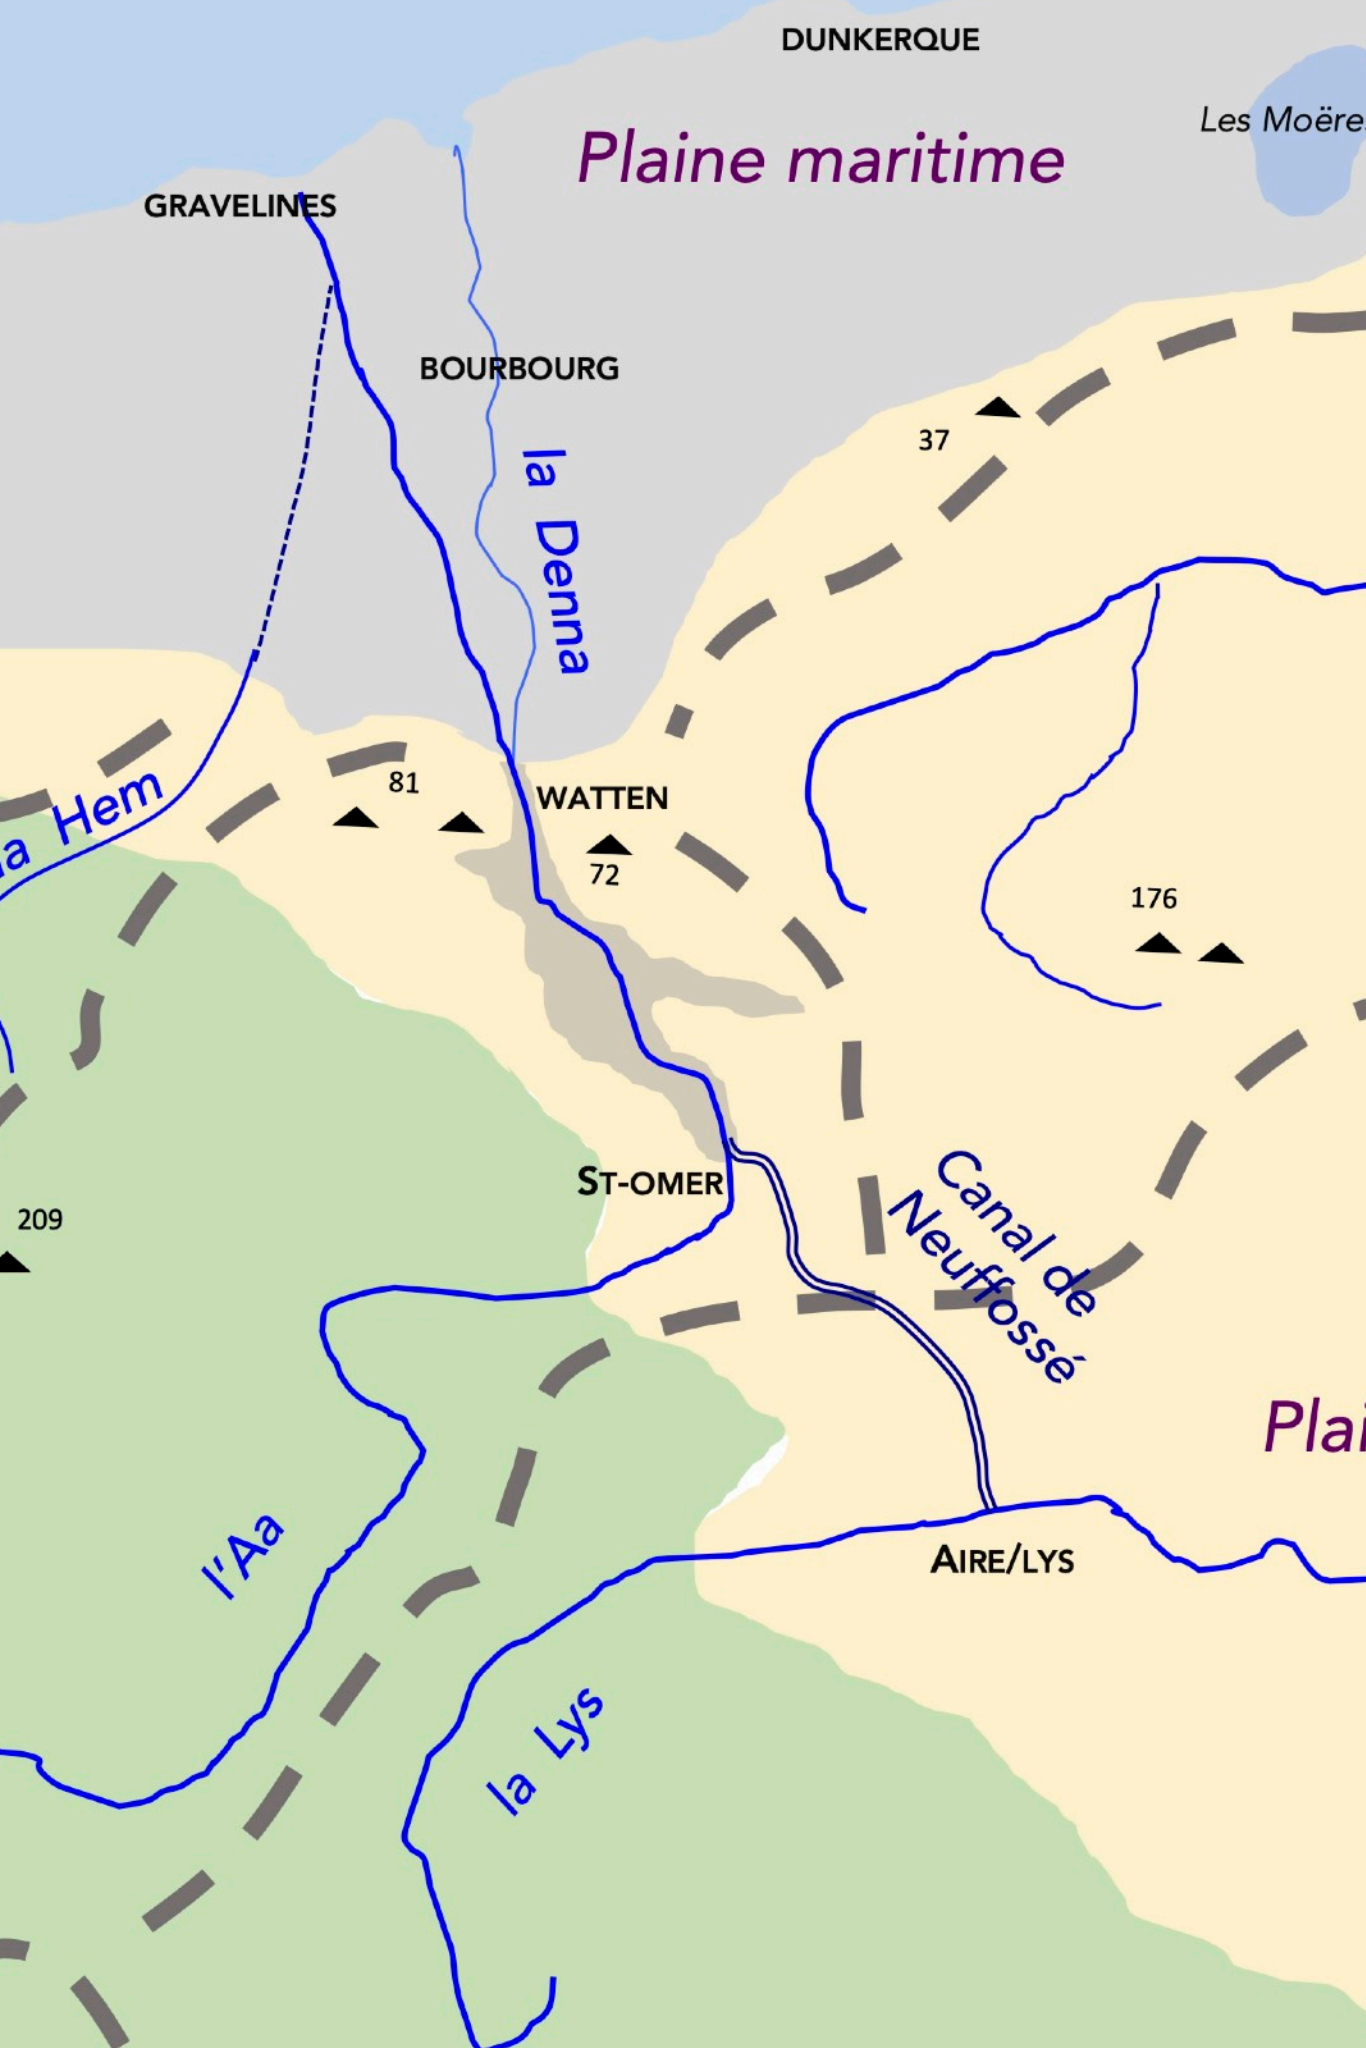 DUNKERQUE
Les Moëre
Plaine maritime
GRAVELINES
BOURBOURG
37
la Denna
81
WATTEN
la Hem
72
176
ST-OMER
Canal de
Neuffossé
209
Plai
l'Aa
AIRE/LYS
la Lys